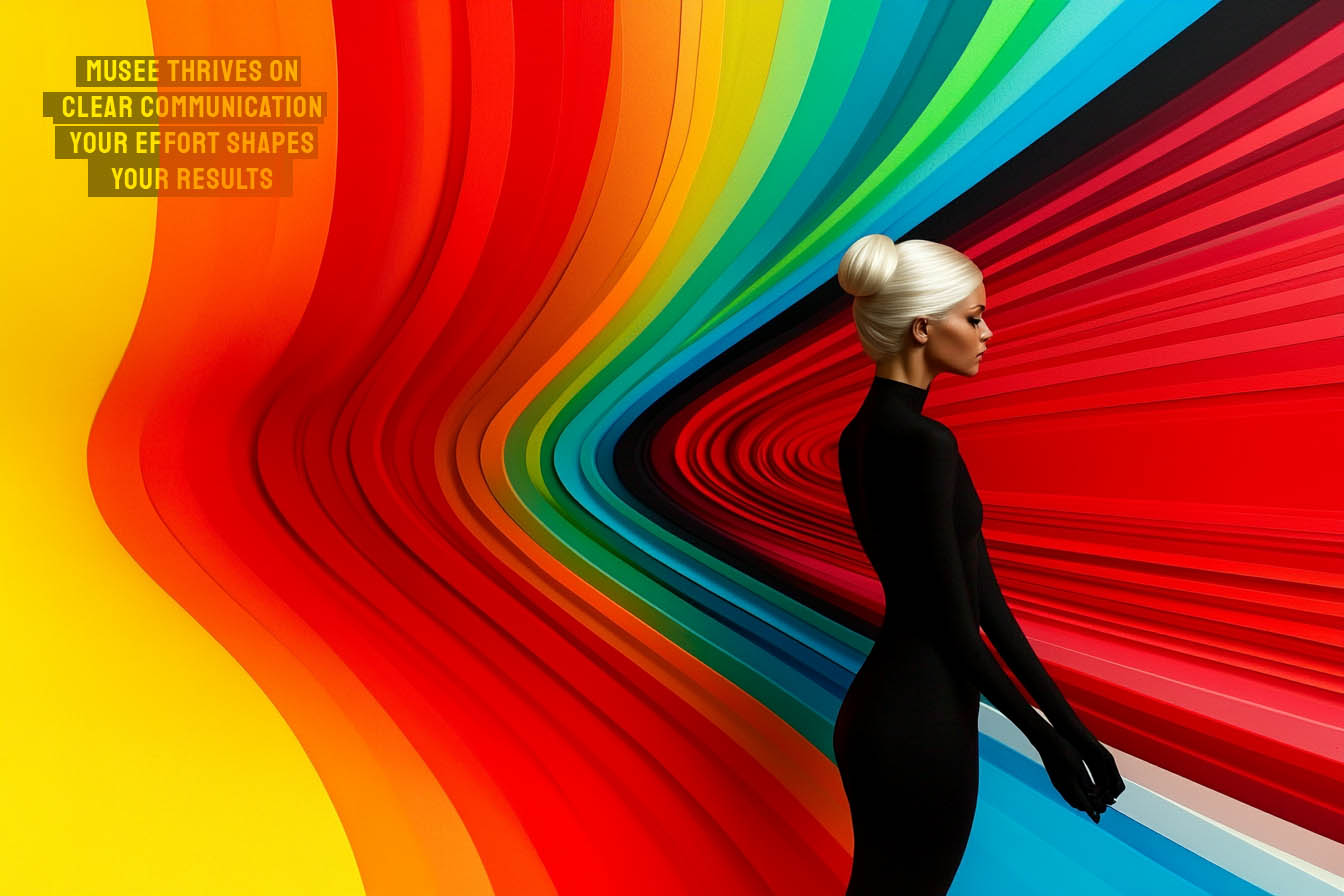 MUSEE THRIVES ON
CLEAR COMMUNICATION
YOUR EFFORT SHAPES
YOUR RESULTS